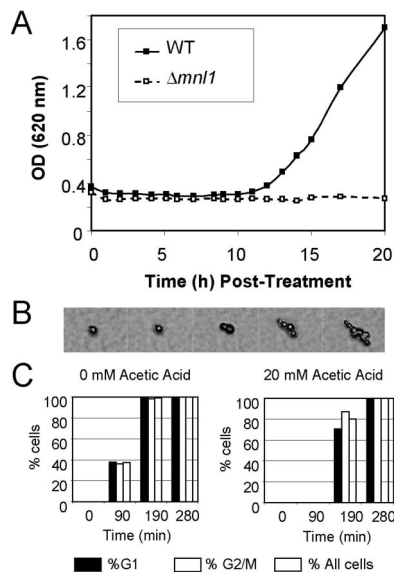 A
1.6
1.2
0.8
0.4
0
OD (620 nm)
WT
Δmnl1
0 5 10 15 20
Time (h) Post-Treatment
B
C
0 mM Acetic Acid
100
80
60
40
20
0
% cells
0 90 190 280
Time (min)
20 mM Acetic Acid
100
80
60
40
20
0
% cells
0 90 190 280
Time (min)
%G1
% G2/M
% All cells